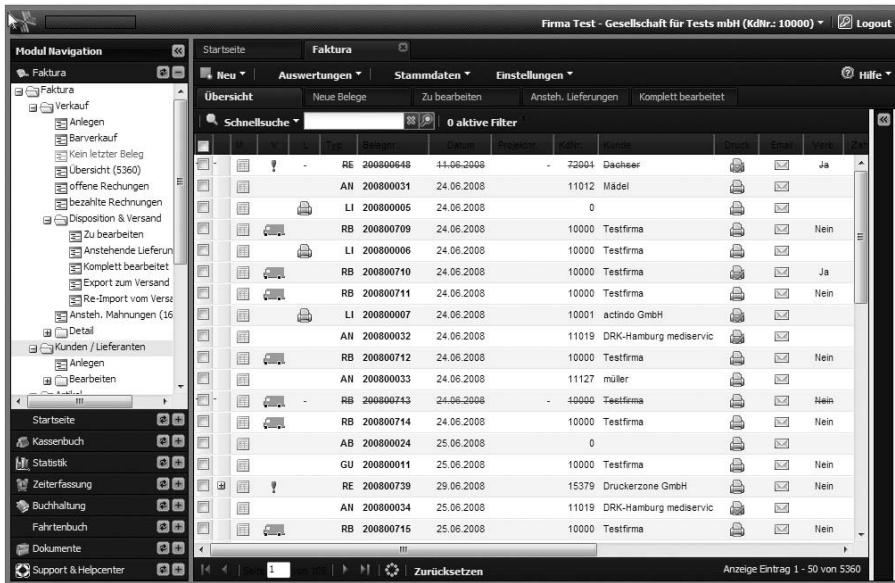 Firma Test - Gesellschaft für Tests mbH (KdNr.: 10000) Logout
Modul Navigation
Faktura
Faktura
Verkauf
Anlegen
Barverkauf
Kein letzter Beleg
Übersicht (5360)
offene Rechungen
bezahlte Rechnungen
Disposition & Versand
Zu bearbeiten
Anstehende Lieferun
Komplett bearbeitet
Export zum Versand
Re-Import vom Versa
Ansteh. Mahnungen (16
Detail
Kunden / Lieferanten
Anlegen
Bearbeiten
Artikel
Startseite
Kassenbuch
Statistik
Zeiterfassung
Buchhaltung
Fahrtenbuch
Dokumente
Support & Helpcenter
Startseite Faktura
Neu Auswertungen Stammdaten Einstellungen Hilfe
Übersicht Neue Belege Zu bearbeiten Ansteh. Lieferungen Komplett bearbeitet
Schnellsuche 0 aktive Filter
M V L Typ Belegnr. Datum Projektnr. KdNr. Kunde Druck Email Verb.
- - RE 200800648 11.06.2008 - 72001 Dachser Ja
AN 200800031 24.06.2008 11012 Mädel
LI 200800005 24.06.2008 0
RB 200800709 24.06.2008 10000 Testfirma Nein
LI 200800006 24.06.2008 10000 Testfirma
RB 200800710 24.06.2008 10000 Testfirma Ja
RB 200800711 24.06.2008 10000 Testfirma Nein
LI 200800007 24.06.2008 10001 actindo GmbH
AN 200800032 24.06.2008 11019 DRK-Hamburg mediservic
RB 200800712 24.06.2008 10000 Testfirma Nein
AN 200800033 24.06.2008 11127 müller
- - RB 200800713 24.06.2008 - 10000 Testfirma Nein
RB 200800714 24.06.2008 10000 Testfirma Nein
AB 200800024 25.06.2008 0
GU 200800011 25.06.2008 10000 Testfirma Nein
RE 200800739 29.06.2008 15379 Druckerzone GmbH Nein
AN 200800034 25.06.2008 11019 DRK-Hamburg mediservic
RB 200800715 25.06.2008 10000 Testfirma Nein
Seite 1 Zurücksetzen Anzeige Eintrag 1 - 50 von 5360